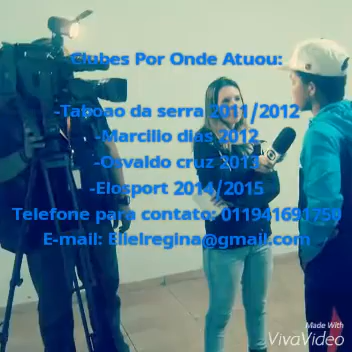 Clubes Por Onde Atuou:
-Taboao da serra 2011/2012
-Marcilio dias 2012
-Osvaldo cruz 2013
-Elosport 2014/2015
Telefone para contato: 011941691750
E-mail: Elielregina@gmail.com
Made With
VivaVideo